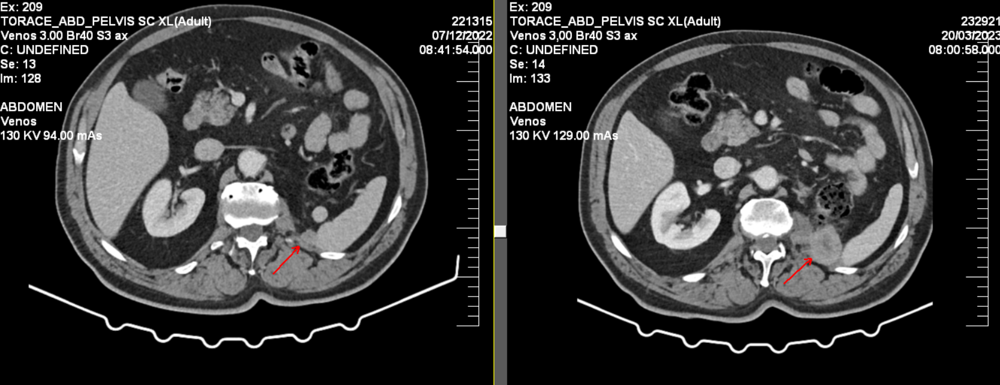 Ex: 209
TORACE_ABD_PELVIS SC XL(Adult)
Venos 3.00 Br40 S3 ax
C: UNDEFINED
Se: 13
Im: 128
ABDOMEN
Venos
130 KV 94.00 mAs
221315
07/12/2022
08:41:54.000
Ex: 209
TORACE_ABD_PELVIS SC XL(Adult)
Venos 3,00 Br40 S3 ax
C: UNDEFINED
Se: 14
Im: 133
ABDOMEN
Venos
130 KV 129.00 mAs
232921
20/03/2023
08:00:58.000